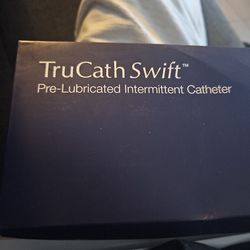 TruCath Swift™
Pre-Lubricated Intermittent Catheter